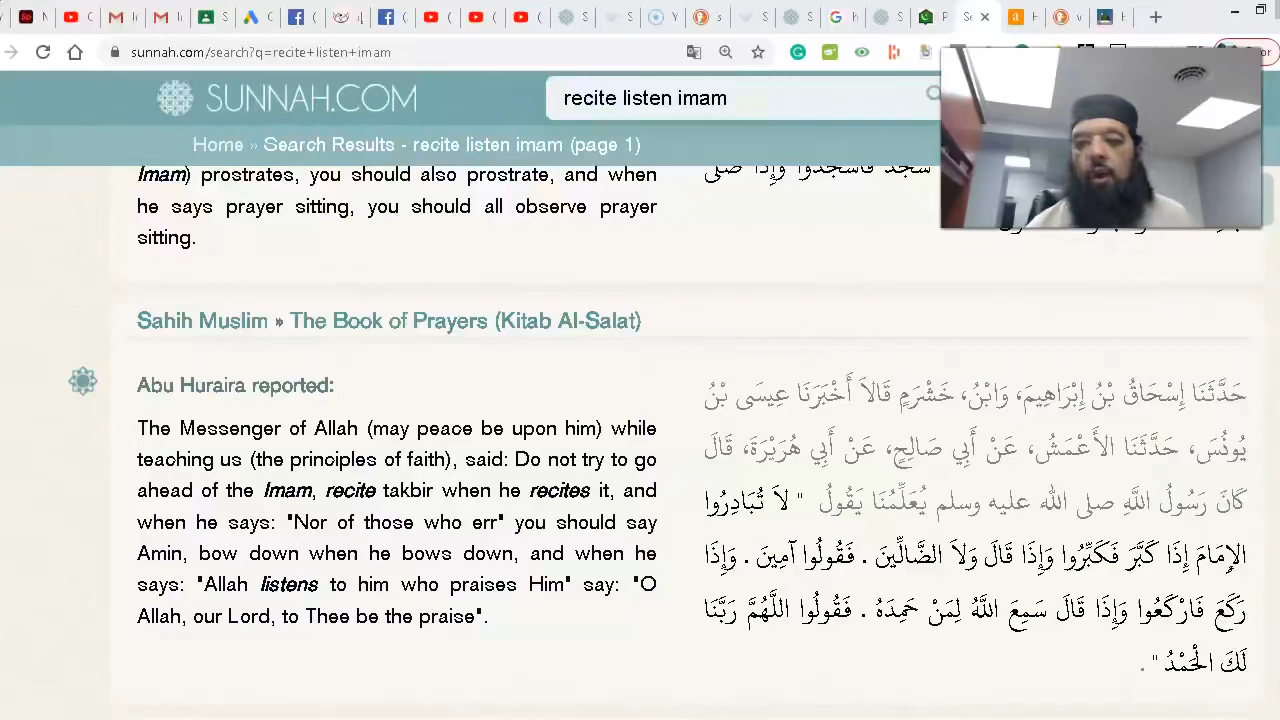 sunnah.com/search?q=recite+listen+imam
SUNNAH.COM
recite listen imam
Home » Search Results - recite listen imam (page 1)
Imam) prostrates, you should also prostrate, and when
he says prayer sitting, you should all observe prayer
sitting.
سَجَدَ فَاسْجُدُوا وَإِذَا صَلَّى
Sahih Muslim » The Book of Prayers (Kitab Al-Salat)
Abu Huraira reported:
The Messenger of Allah (may peace be upon him) while
teaching us (the principles of faith), said: Do not try to go
ahead of the Imam, recite takbir when he recites it, and
when he says: "Nor of those who err" you should say
Amin, bow down when he bows down, and when he
says: "Allah listens to him who praises Him" say: "O
Allah, our Lord, to Thee be the praise".
حَدَّثَنَا إِسْحَاقُ بْنُ إِبْرَاهِيمَ، وَابْنُ، خَشْرَمٍ قَالاَ أَخْبَرَنَا عِيسَى بْنُ
يُونُسَ، حَدَّثَنَا الأَعْمَشُ، عَنْ أَبِي صَالِحٍ، عَنْ أَبِي هُرَيْرَةَ، قَالَ
كَانَ رَسُولُ اللَّهِ صلى الله عليه وسلم يُعَلِّمُنَا يَقُولُ " لاَ تُبَادِرُوا
الإِمَامَ إِذَا كَبَّرَ فَكَبِّرُوا وَإِذَا قَالَ وَلاَ الضَّالِّينَ . فَقُولُوا آمِينَ . وَإِذَا
رَكَعَ فَارْكَعُوا وَإِذَا قَالَ سَمِعَ اللَّهُ لِمَنْ حَمِدَهُ . فَقُولُوا اللَّهُمَّ رَبَّنَا
لَكَ الْحَمْدُ " .